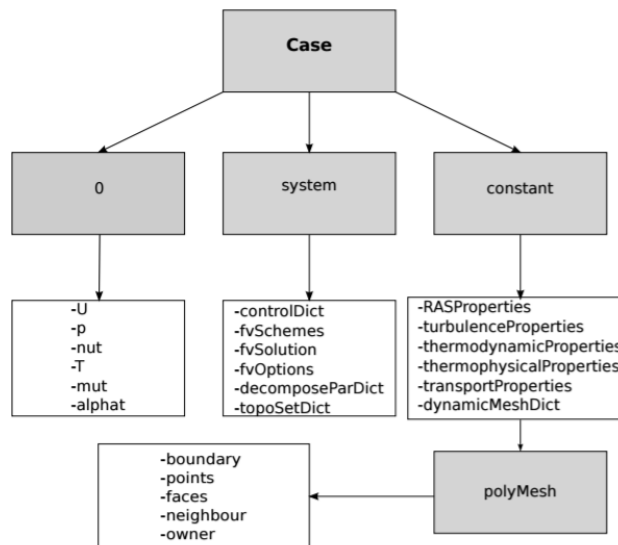 Case
0
system
constant
-U
-p
-nut
-T
-mut
-alphat
-controlDict
-fvSchemes
-fvSolution
-fvOptions
-decomposeParDict
-topoSetDict
-RASProperties
-turbulenceProperties
-thermodynamicProperties
-thermophysicalProperties
-transportProperties
-dynamicMeshDict
polyMesh
-boundary
-points
-faces
-neighbour
-owner